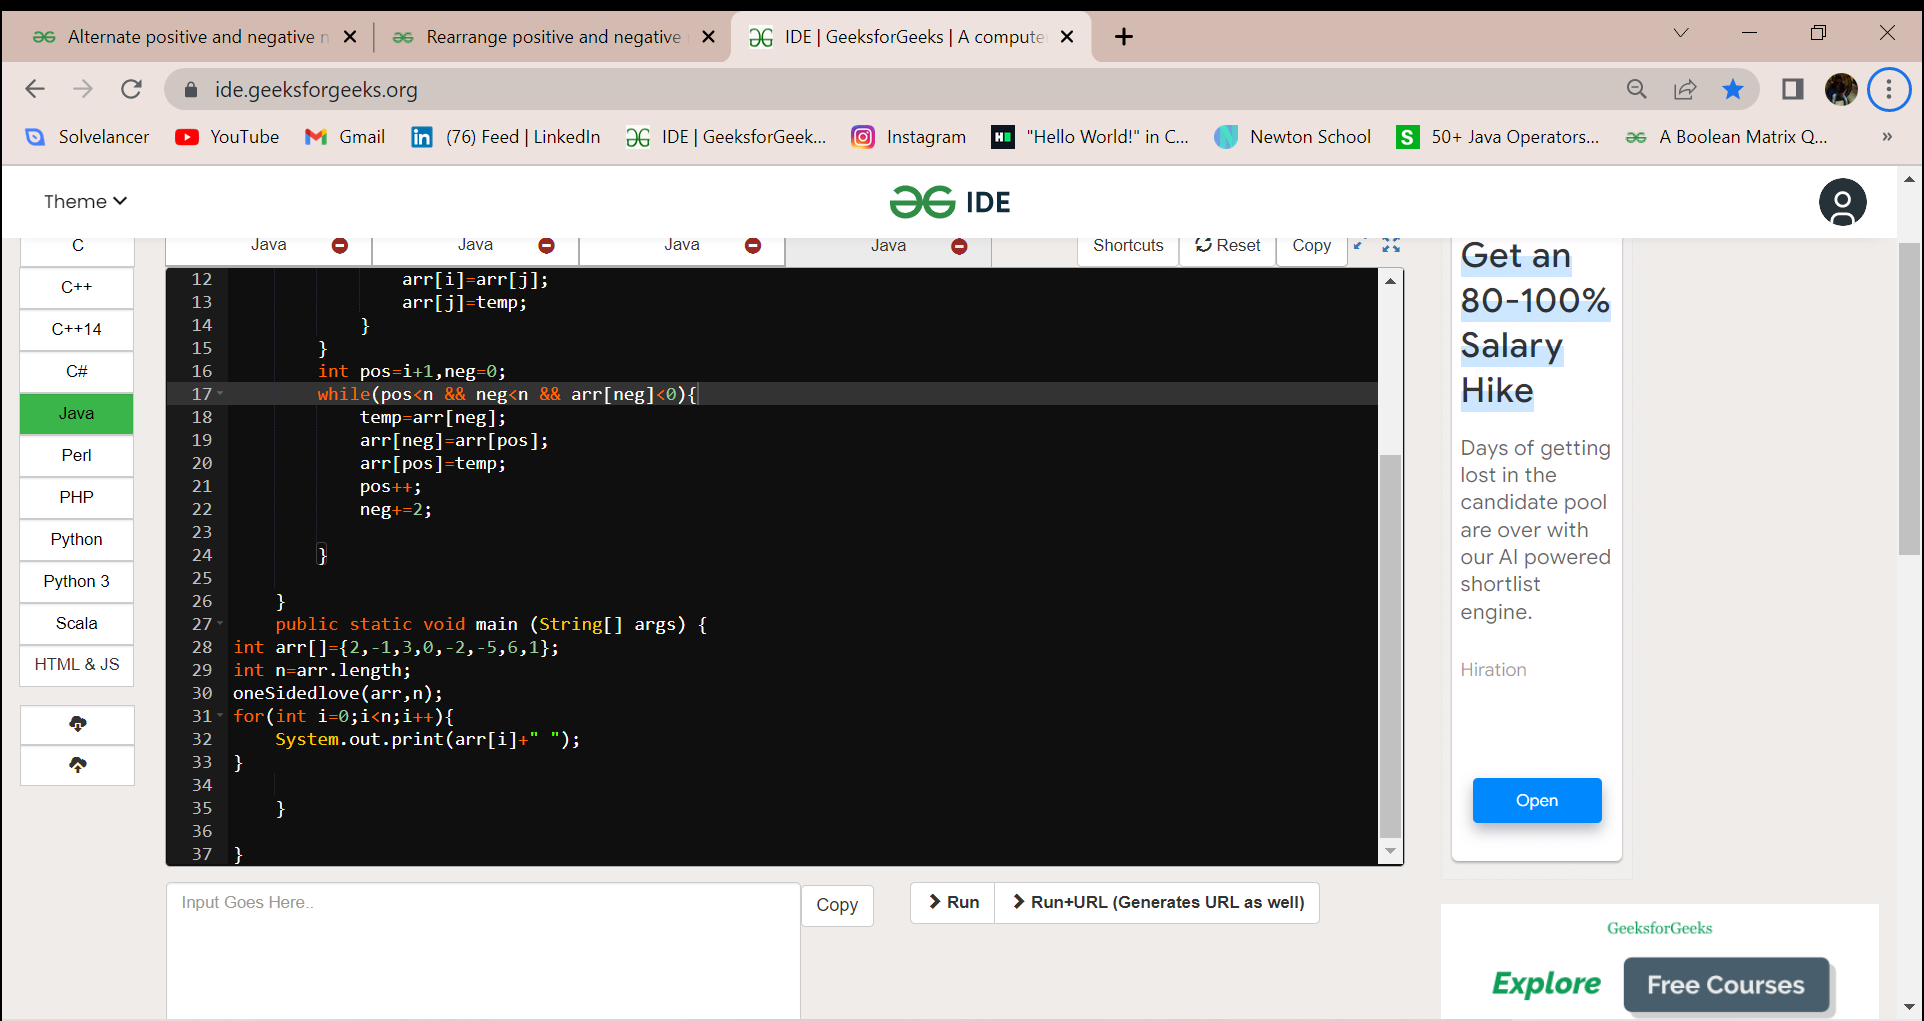 Alternate positive and negative n
Rearrange positive and negative
IDE | GeeksforGeeks | A compute
ide.geeksforgeeks.org
Solvelancer
YouTube
Gmail
(76) Feed | LinkedIn
IDE | GeeksforGeek...
Instagram
"Hello World!" in C...
Newton School
50+ Java Operators...
A Boolean Matrix Q...
»
Theme
IDE
C
C++
C++14
C#
Java
Perl
PHP
Python
Python 3
Scala
HTML & JS
Java
Java
Java
Java
Shortcuts
Reset
Copy
12 arr[i]=arr[j];
13 arr[j]=temp;
14 }
15 }
16 int pos=i+1,neg=0;
17 while(pos<n && neg<n && arr[neg]<0){
18 temp=arr[neg];
19 arr[neg]=arr[pos];
20 arr[pos]=temp;
21 pos++;
22 neg+=2;
23
24 }
25
26 }
27 public static void main (String[] args) {
28 int arr[]={2,-1,3,0,-2,-5,6,1};
29 int n=arr.length;
30 oneSidedlove(arr,n);
31 for(int i=0;i<n;i++){
32 System.out.print(arr[i]+" ");
33 }
34
35 }
36
37 }
Input Goes Here..
Copy
Run
Run+URL (Generates URL as well)
Get an
80-100%
Salary
Hike
Days of getting
lost in the
candidate pool
are over with
our AI powered
shortlist
engine.
Hiration
Open
GeeksforGeeks
Explore
Free Courses